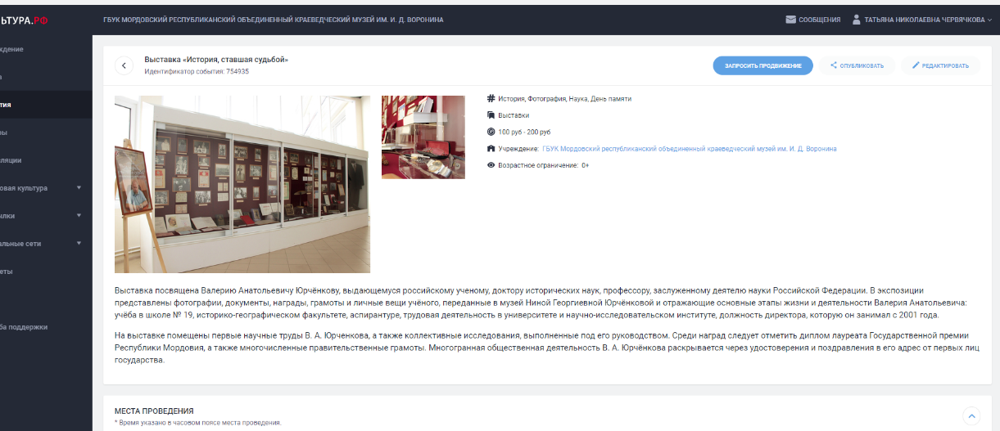 ЬТУРА.РФ
ГБУК МОРДОВСКИЙ РЕСПУБЛИКАНСКИЙ ОБЪЕДИНЕННЫЙ КРАЕВЕДЧЕСКИЙ МУЗЕЙ ИМ. И. Д. ВОРОНИНА
СООБЩЕНИЯ
ТАТЬЯНА НИКОЛАЕВНА ЧЕРВЯЧКОВА
ждение
а
тия
ры
сляции
овая культура
ылки
альные сети
еты
ба поддержки
Выставка «История, ставшая судьбой»
Идентификатор события: 754935
ЗАПРОСИТЬ ПРОДВИЖЕНИЕ
ОПУБЛИКОВАТЬ
РЕДАКТИРОВАТЬ
# История, Фотография, Наука, День памяти
Выставки
100 руб - 200 руб
Учреждение: ГБУК Мордовский республиканский объединенный краеведческий музей им. И. Д. Воронина
Возрастное ограничение: 0+
Выставка посвящена Валерию Анатольевичу Юрчёнкову, выдающемуся российскому ученому, доктору исторических наук, профессору, заслуженному деятелю науки Российской Федерации. В экспозиции
представлены фотографии, документы, награды, грамоты и личные вещи учёного, переданные в музей Ниной Георгиевной Юрчёнковой и отражающие основные этапы жизни и деятельности Валерия Анатольевича:
учёба в школе № 19, историко-географическом факультете, аспирантуре, трудовая деятельность в университете и научно-исследовательском институте, должность директора, которую он занимал с 2001 года.
На выставке помещены первые научные труды В. А. Юрченкова, а также коллективные исследования, выполненные под его руководством. Среди наград следует отметить диплом лауреата Государственной премии
Республики Мордовия, а также многочисленные правительственные грамоты. Многогранная общественная деятельность В. А. Юрчёнкова раскрывается через удостоверения и поздравления в его адрес от первых лиц
государства.
МЕСТА ПРОВЕДЕНИЯ
* Время указано в часовом поясе места проведения.